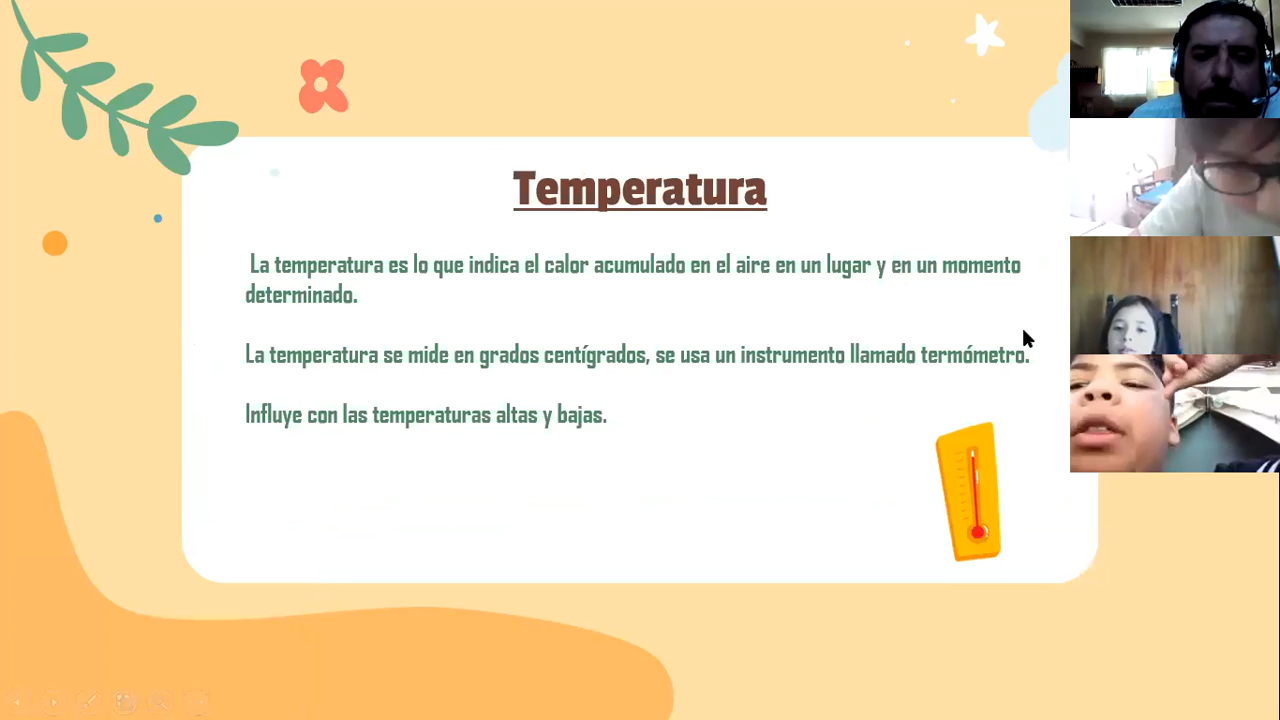 Temperatura
La temperatura es lo que indica el calor acumulado en el aire en un lugar y en un momento
determinado.
La temperatura se mide en grados centígrados, se usa un instrumento llamado termómetro.
Influye con las temperaturas altas y bajas.